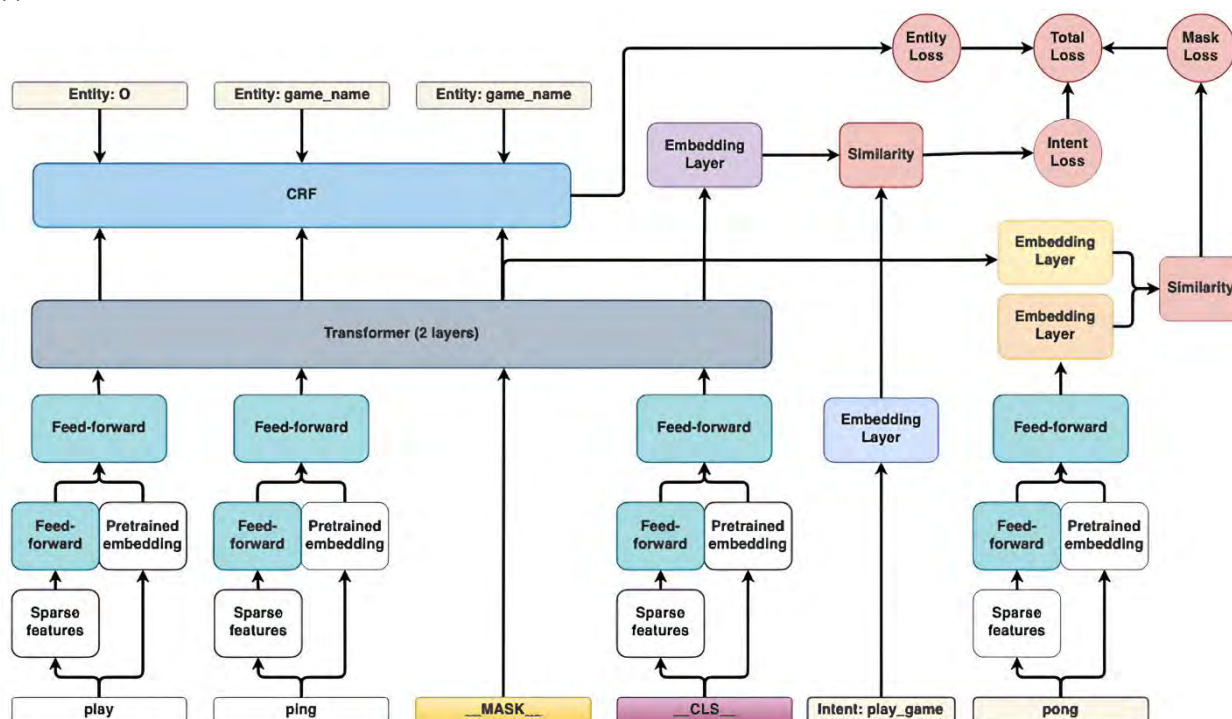 Entity
Loss
Total
Loss
Mask
Loss
Entity: O
Entity: game_name
Entity: game_name
Embedding
Layer
Similarity
Intent
Loss
CRF
Embedding
Layer
Similarity
Embedding
Layer
Transformer (2 layers)
Feed-forward
Feed-forward
Feed-forward
Embedding
Layer
Feed-forward
Feed-
forward
Pretrained
embedding
Feed-
forward
Pretrained
embedding
Feed-
forward
Pretrained
embedding
Feed-
forward
Pretrained
embedding
Sparse
features
Sparse
features
Sparse
features
Sparse
features
play
ping
__MASK__
__CLS__
Intent: play_game
pong